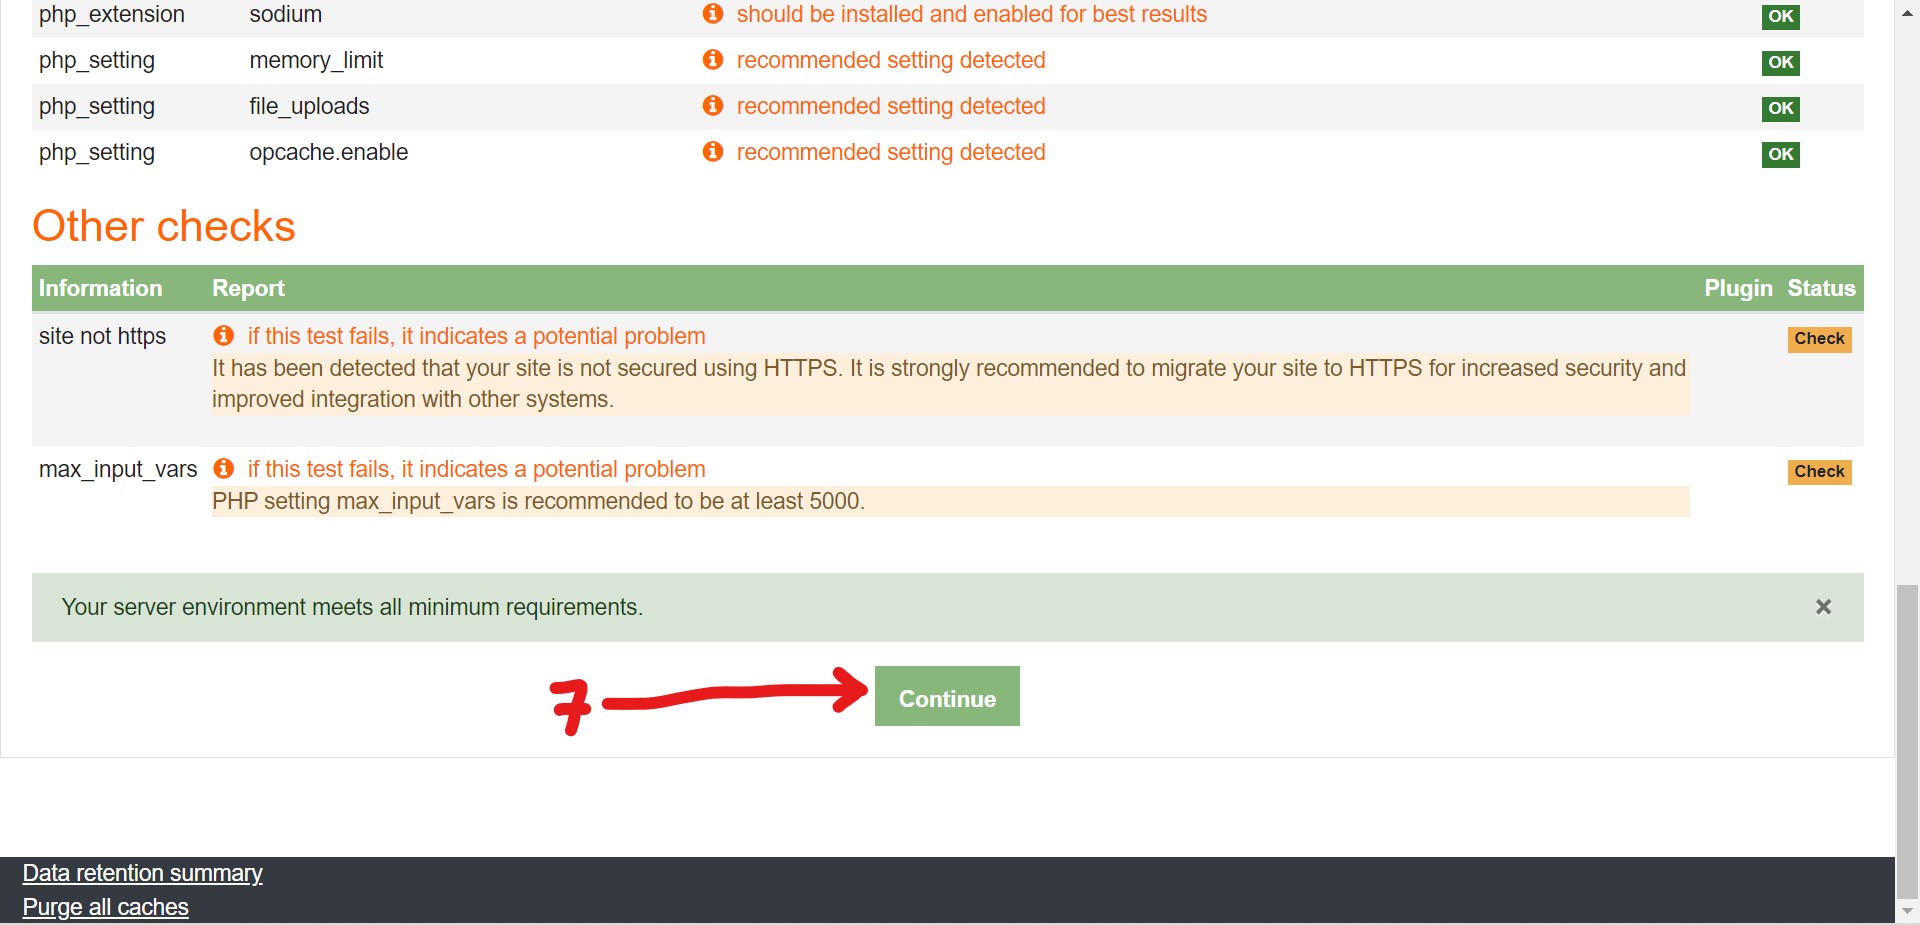 php_extension sodium should be installed and enabled for best results OK
php_setting memory_limit recommended setting detected OK
php_setting file_uploads recommended setting detected OK
php_setting opcache.enable recommended setting detected OK
Other checks
Information Report Plugin Status
site not https if this test fails, it indicates a potential problem Check
It has been detected that your site is not secured using HTTPS. It is strongly recommended to migrate your site to HTTPS for increased security and
improved integration with other systems.
max_input_vars if this test fails, it indicates a potential problem Check
PHP setting max_input_vars is recommended to be at least 5000.
Your server environment meets all minimum requirements. ×
7 Continue
Data retention summary
Purge all caches